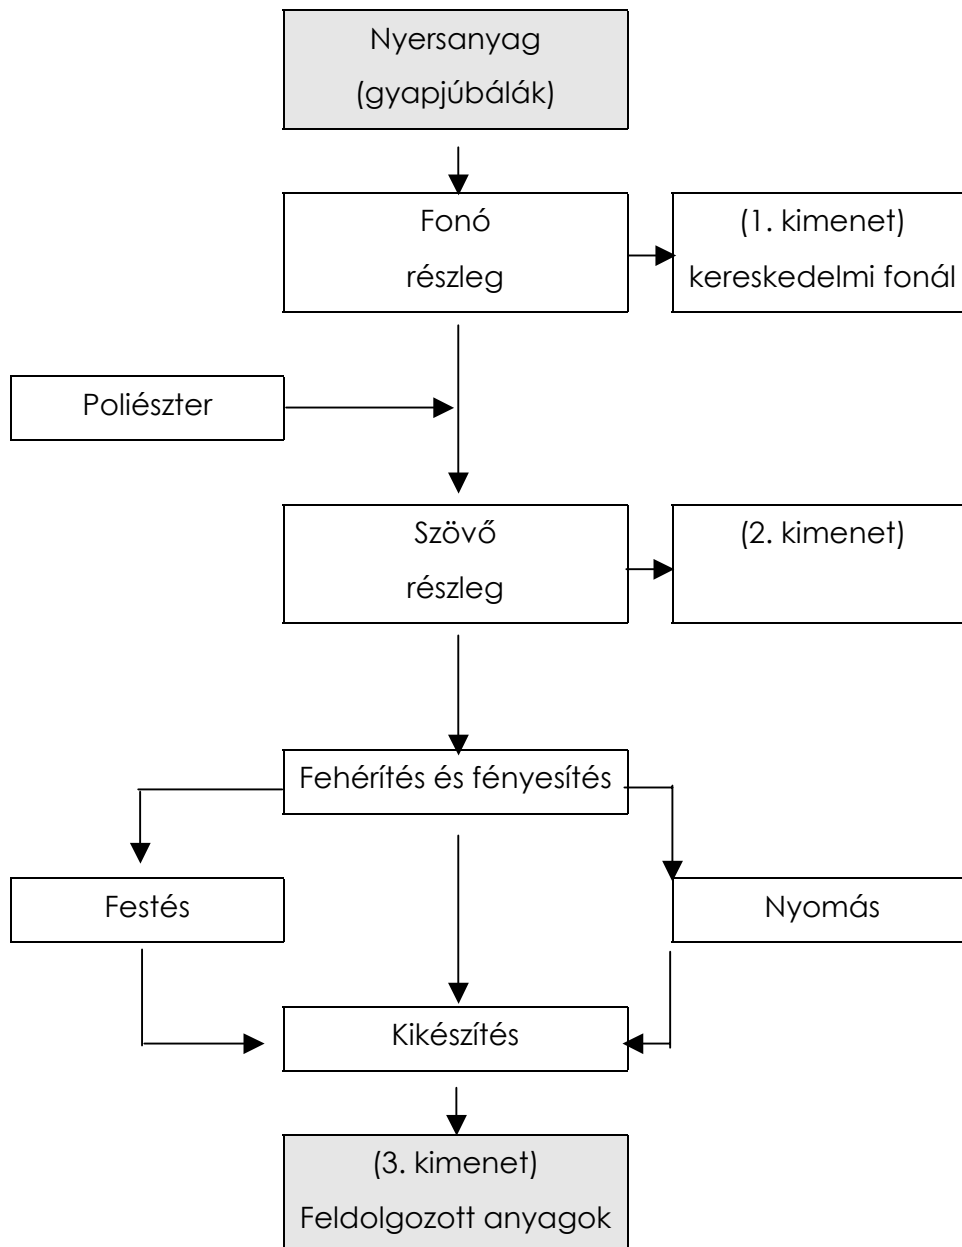 Nyersanyag
(gyapjúbálák)
Fonó
részleg
(1. kimenet)
kereskedelmi fonál
Poliészter
Szövő
részleg
(2. kimenet)
Fehérítés és fényesítés
Festés
Nyomás
Kikészítés
(3. kimenet)
Feldolgozott anyagok